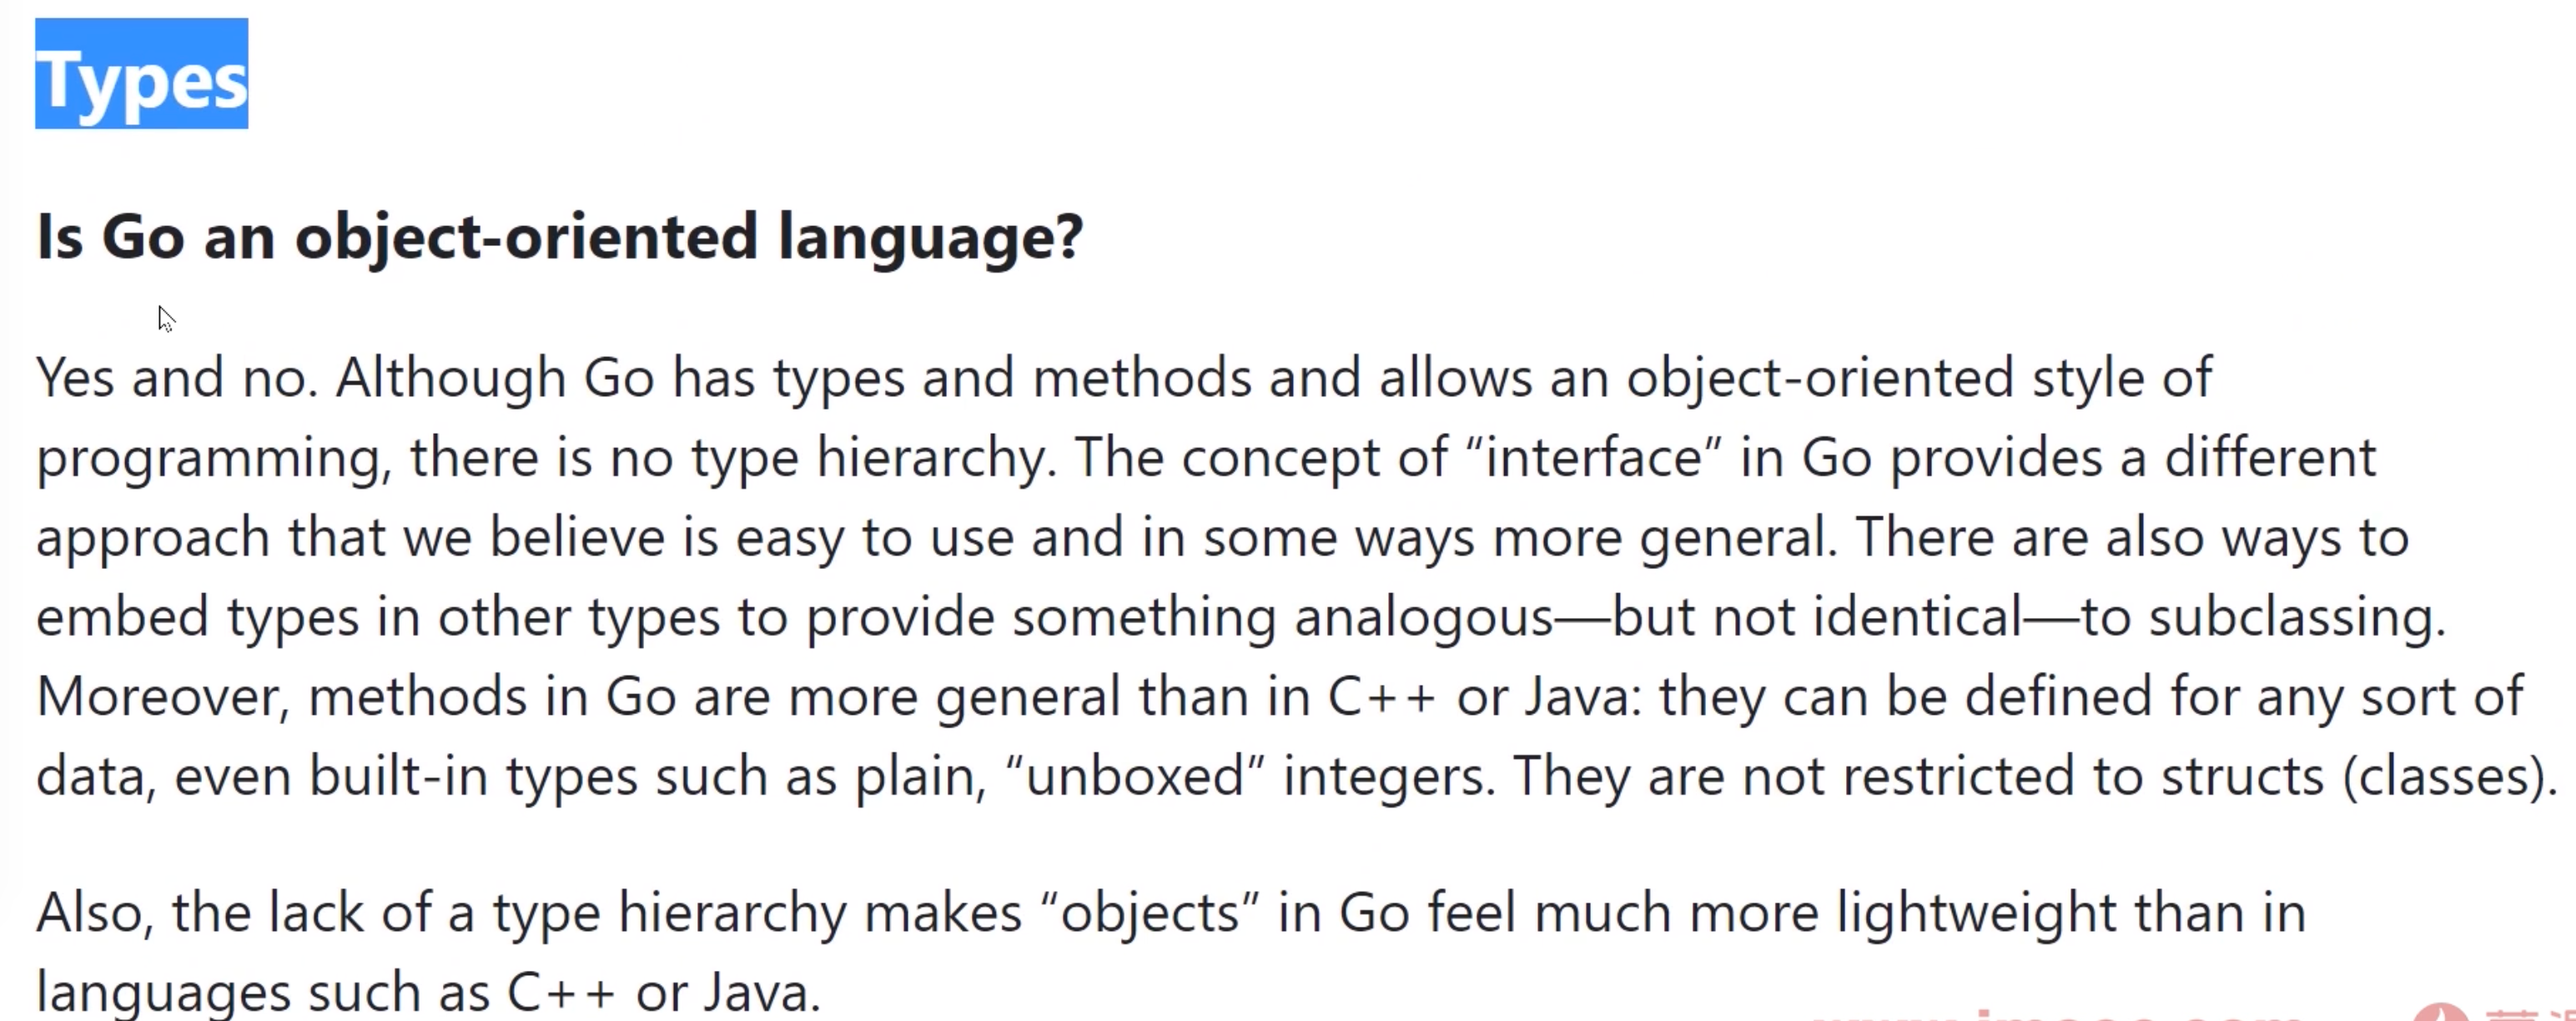 Types
Is Go an object-oriented language?
Yes and no. Although Go has types and methods and allows an object-oriented style of
programming, there is no type hierarchy. The concept of “interface” in Go provides a different
approach that we believe is easy to use and in some ways more general. There are also ways to
embed types in other types to provide something analogous—but not identical—to subclassing.
Moreover, methods in Go are more general than in C++ or Java: they can be defined for any sort of
data, even built-in types such as plain, “unboxed” integers. They are not restricted to structs (classes).
Also, the lack of a type hierarchy makes “objects” in Go feel much more lightweight than in
languages such as C++ or Java.